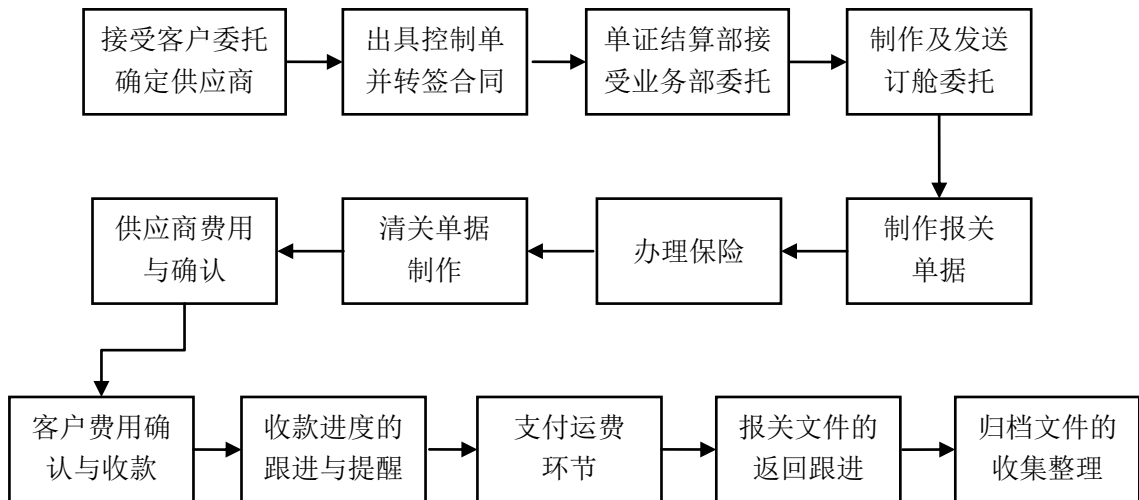 接受客户委托
确定供应商
出具控制单
并转签合同
单证结算部接
受业务部委托
制作及发送
订舱委托
制作报关
单据
办理保险
清关单据
制作
供应商费用
与确认
客户费用确
认与收款
收款进度的
跟进与提醒
支付运费
环节
报关文件的
返回跟进
归档文件的
收集整理